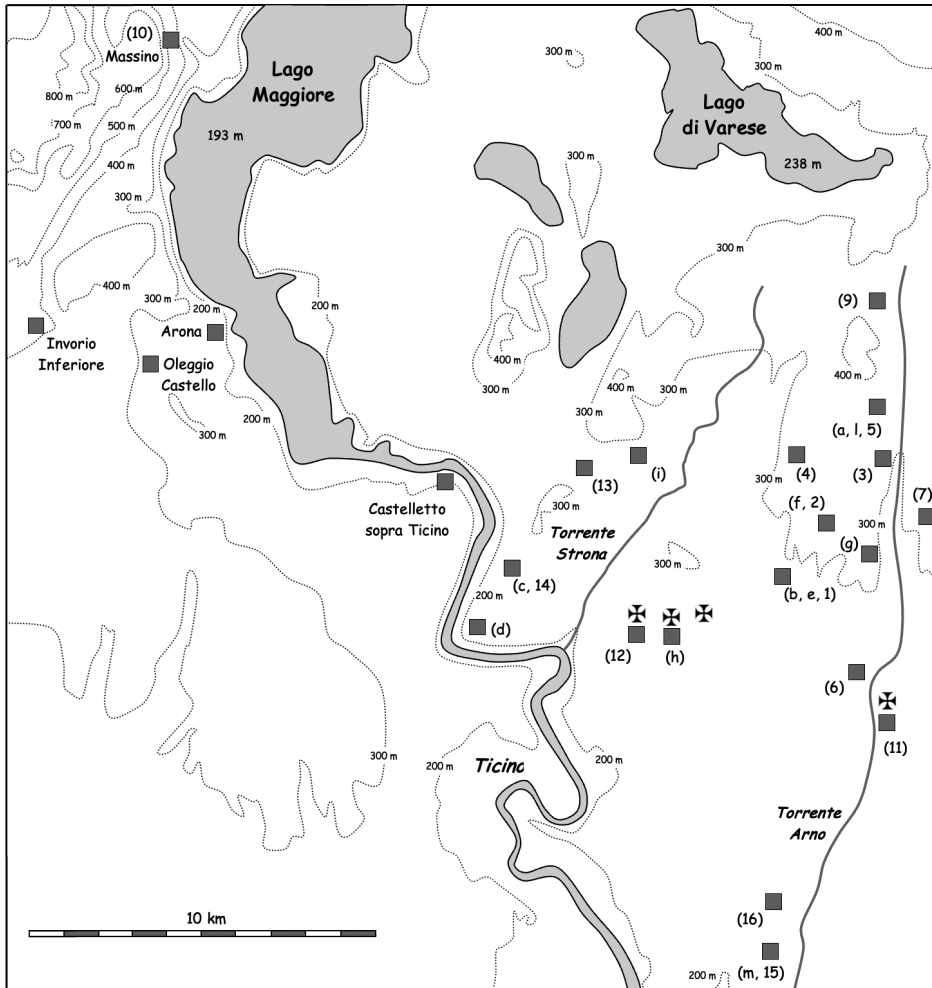 (10)
Massino
800 m
700 m
600 m
500 m
400 m
300 m
400 m
193 m
Lago
Maggiore
300 m
400 m
300 m
Lago
di Varese
238 m
300 m
300 m
300 m
200 m
Arona
Invorio
Inferiore
Oleggio
Castello
200 m
300 m
200 m
400 m
300 m
400 m
300 m
300 m
(9)
400 m
(a, l, 5)
(4)
(3)
300 m
(f, 2)
(7)
300 m
(g)
(b, e, 1)
(13)
(i)
300 m
Castelletto
sopra Ticino
Torrente
Strona
300 m
(c, 14)
200 m
(d)
(12)
(h)
(6)
(11)
300 m
200 m
Ticino
200 m
Torrente
Arno
10 km
(16)
(m, 15)
200 m